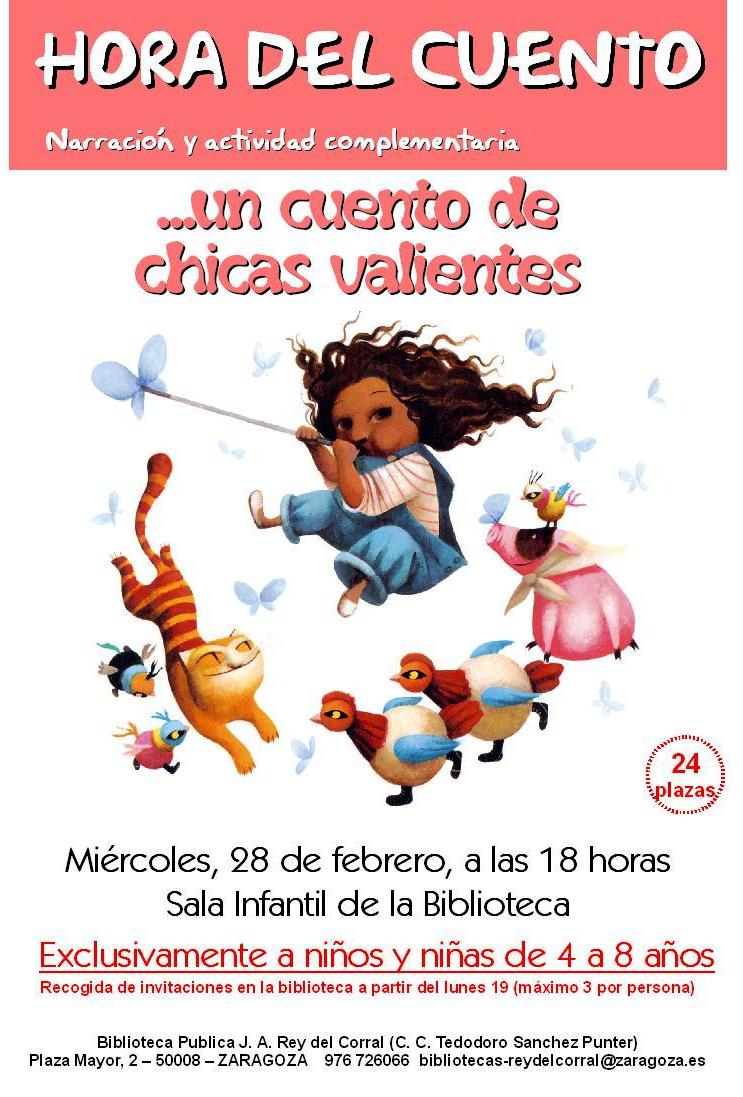 HORA DEL CUENTO
Narración y actividad complementaria
...un cuento de
chicas valientes
24
plazas
Miércoles, 28 de febrero, a las 18 horas
Sala Infantil de la Biblioteca
Exclusivamente a niños y niñas de 4 a 8 años
Recogida de invitaciones en la biblioteca a partir del lunes 19 (máximo 3 por persona)
Biblioteca Publica J. A. Rey del Corral (C. C. Tedodoro Sanchez Punter)
Plaza Mayor, 2 – 50008 – ZARAGOZA 976 726066 bibliotecas-reydelcorral@zaragoza.es